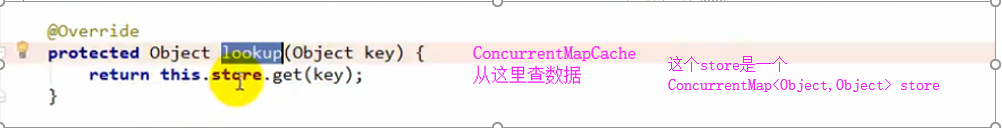 @Override
protected Object lookup(Object key) {
return this.store.get(key);
}
ConcurrentMapCache
从这里查数据
这个store是一个
ConcurrentMap<Object,Object> store